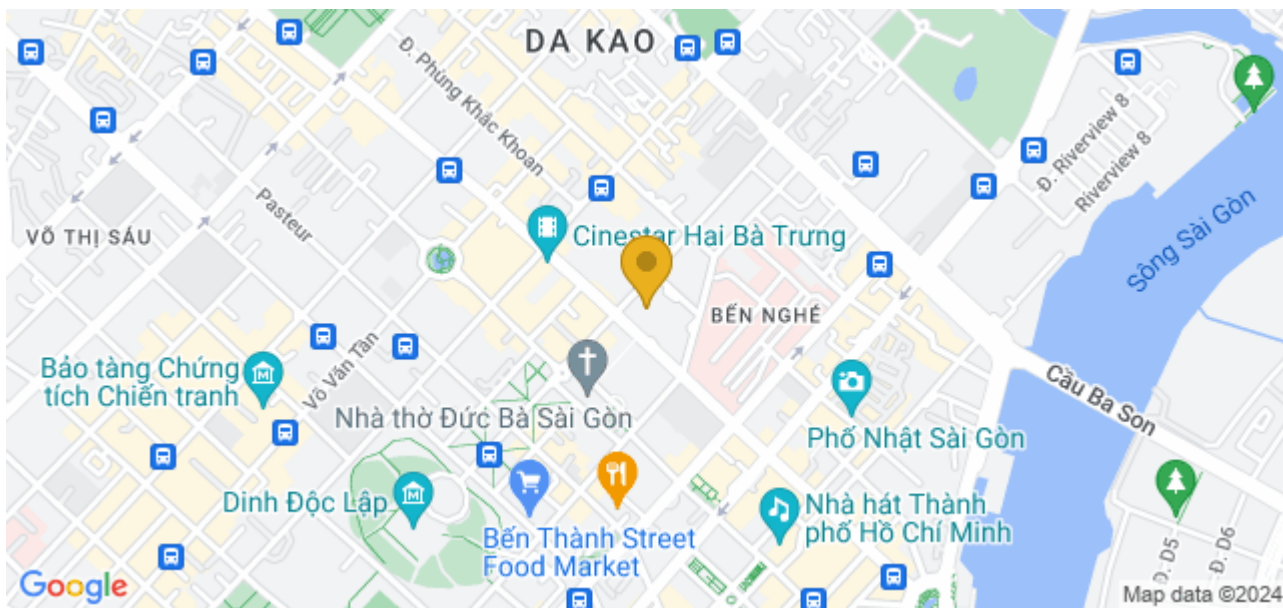 DA KAO
Đ. Phùng Khắc Khoan
Đ. Riverview 8
Riverview 8
Pasteur
VÕ THỊ SÁU
Cinestar Hai Bà Trưng
Sông Sài Gòn
BẾN NGHÉ
Bảo tàng Chứng
tích Chiến tranh
Võ Văn Tần
Nhà thờ Đức Bà Sài Gòn
Cầu Ba Son
Phố Nhật Sài Gòn
Dinh Độc Lập
Bến Thành Street
Food Market
Nhà hát Thành
phố Hồ Chí Minh
Đ. D5
Đ. D6
Google
Map data ©2024